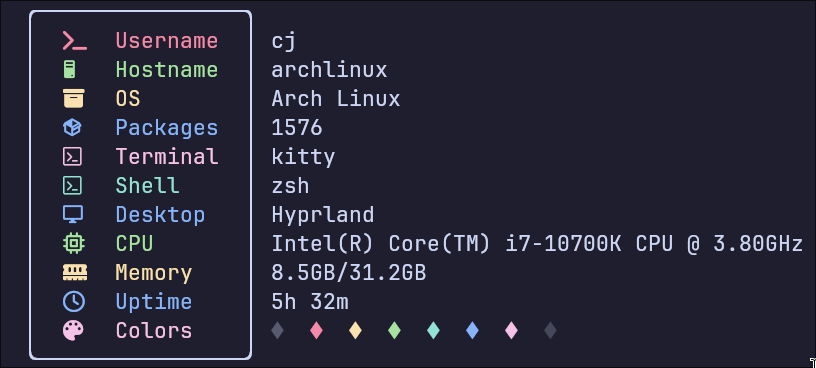 Username cj
Hostname archlinux
OS Arch Linux
Packages 1576
Terminal kitty
Shell zsh
Desktop Hyprland
CPU Intel(R) Core(TM) i7-10700K CPU @ 3.80GHz
Memory 8.5GB/31.2GB
Uptime 5h 32m
Colors